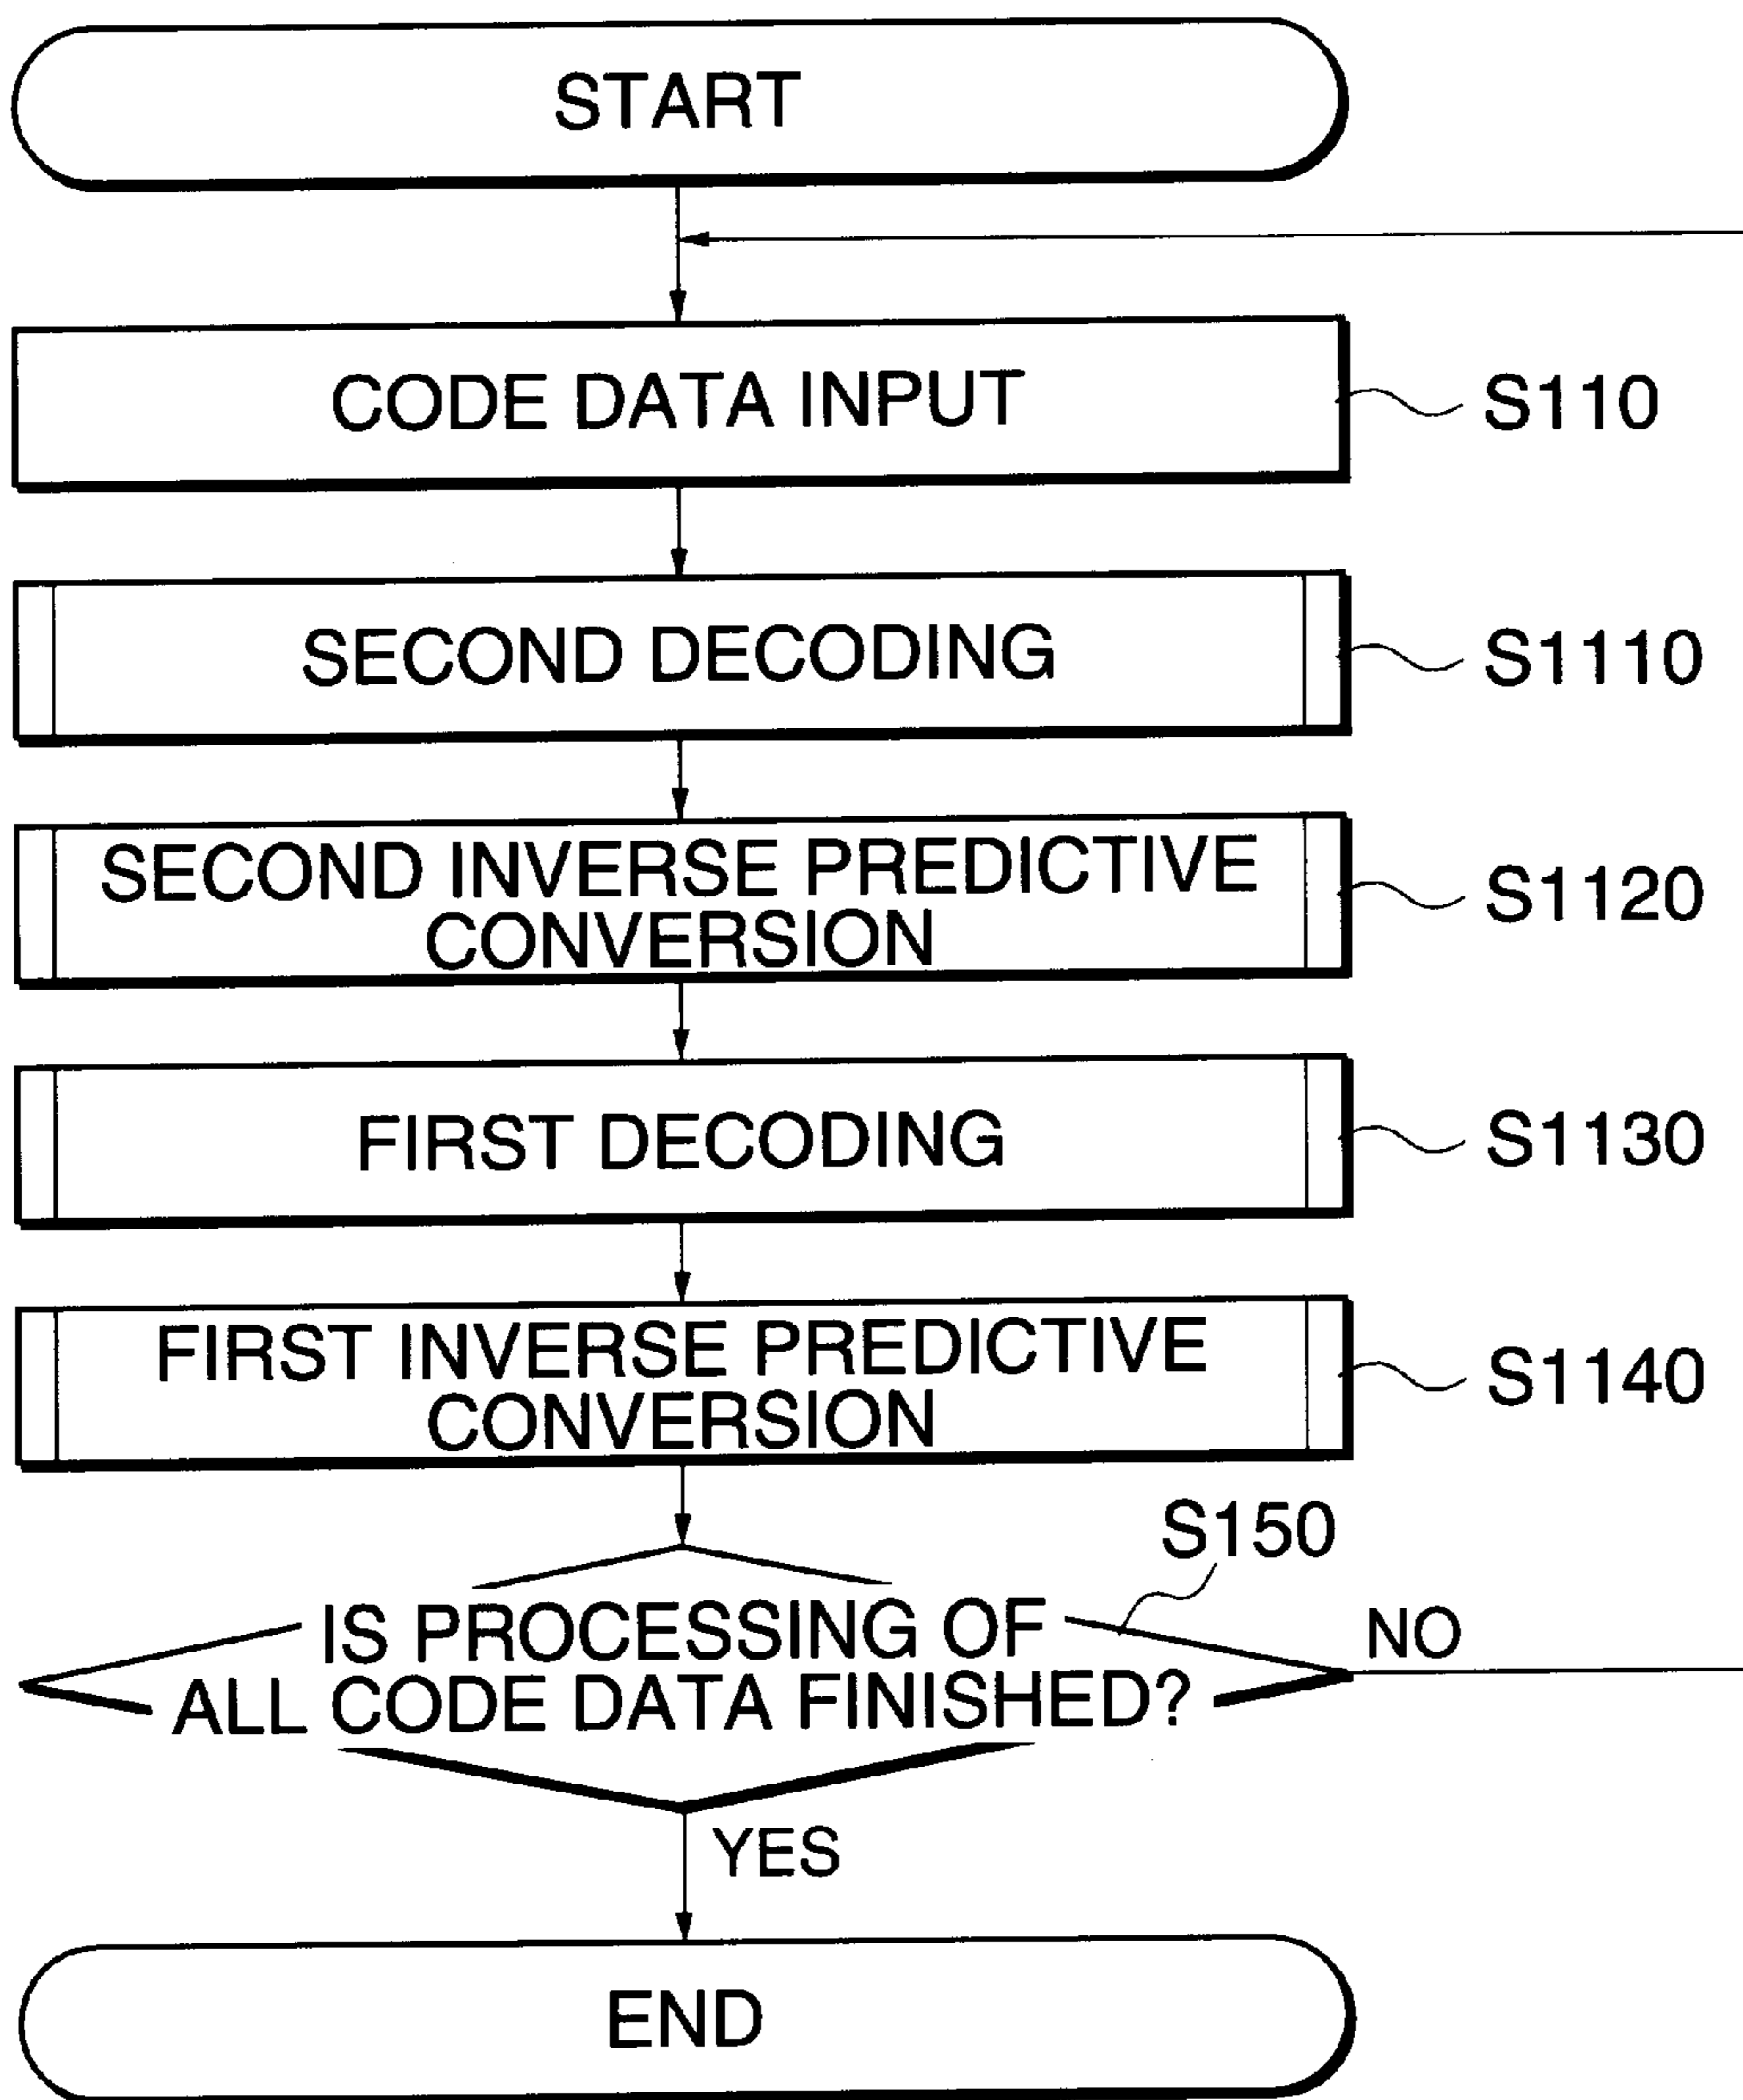 START
CODE DATA INPUT
S110
SECOND DECODING
S1110
SECOND INVERSE PREDICTIVE
CONVERSION
S1120
FIRST DECODING
S1130
FIRST INVERSE PREDICTIVE
CONVERSION
S1140
S150
IS PROCESSING OF
ALL CODE DATA FINISHED?
NO
YES
END